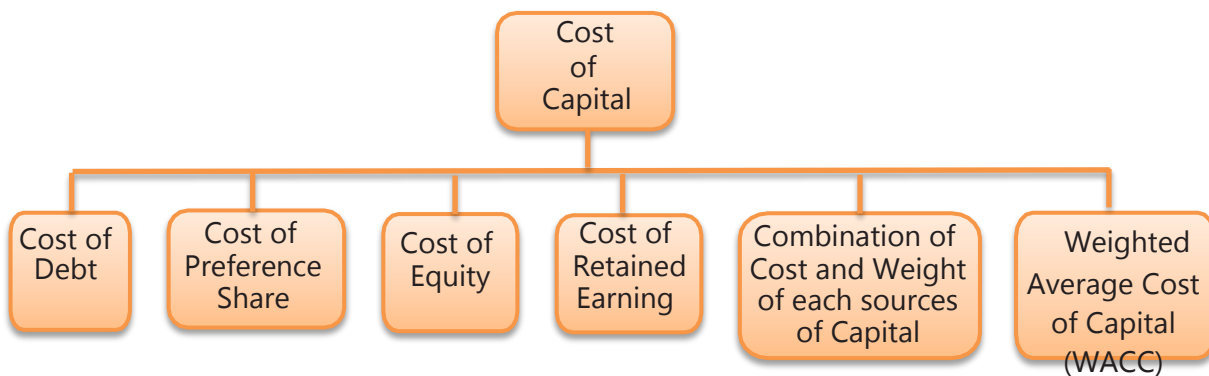 Cost
of
Capital
Cost of
Debt
Cost of
Preference
Share
Cost of
Equity
Cost of
Retained
Earning
Combination of
Cost and Weight
of each sources
of Capital
Weighted
Average Cost
of Capital
(WACC)